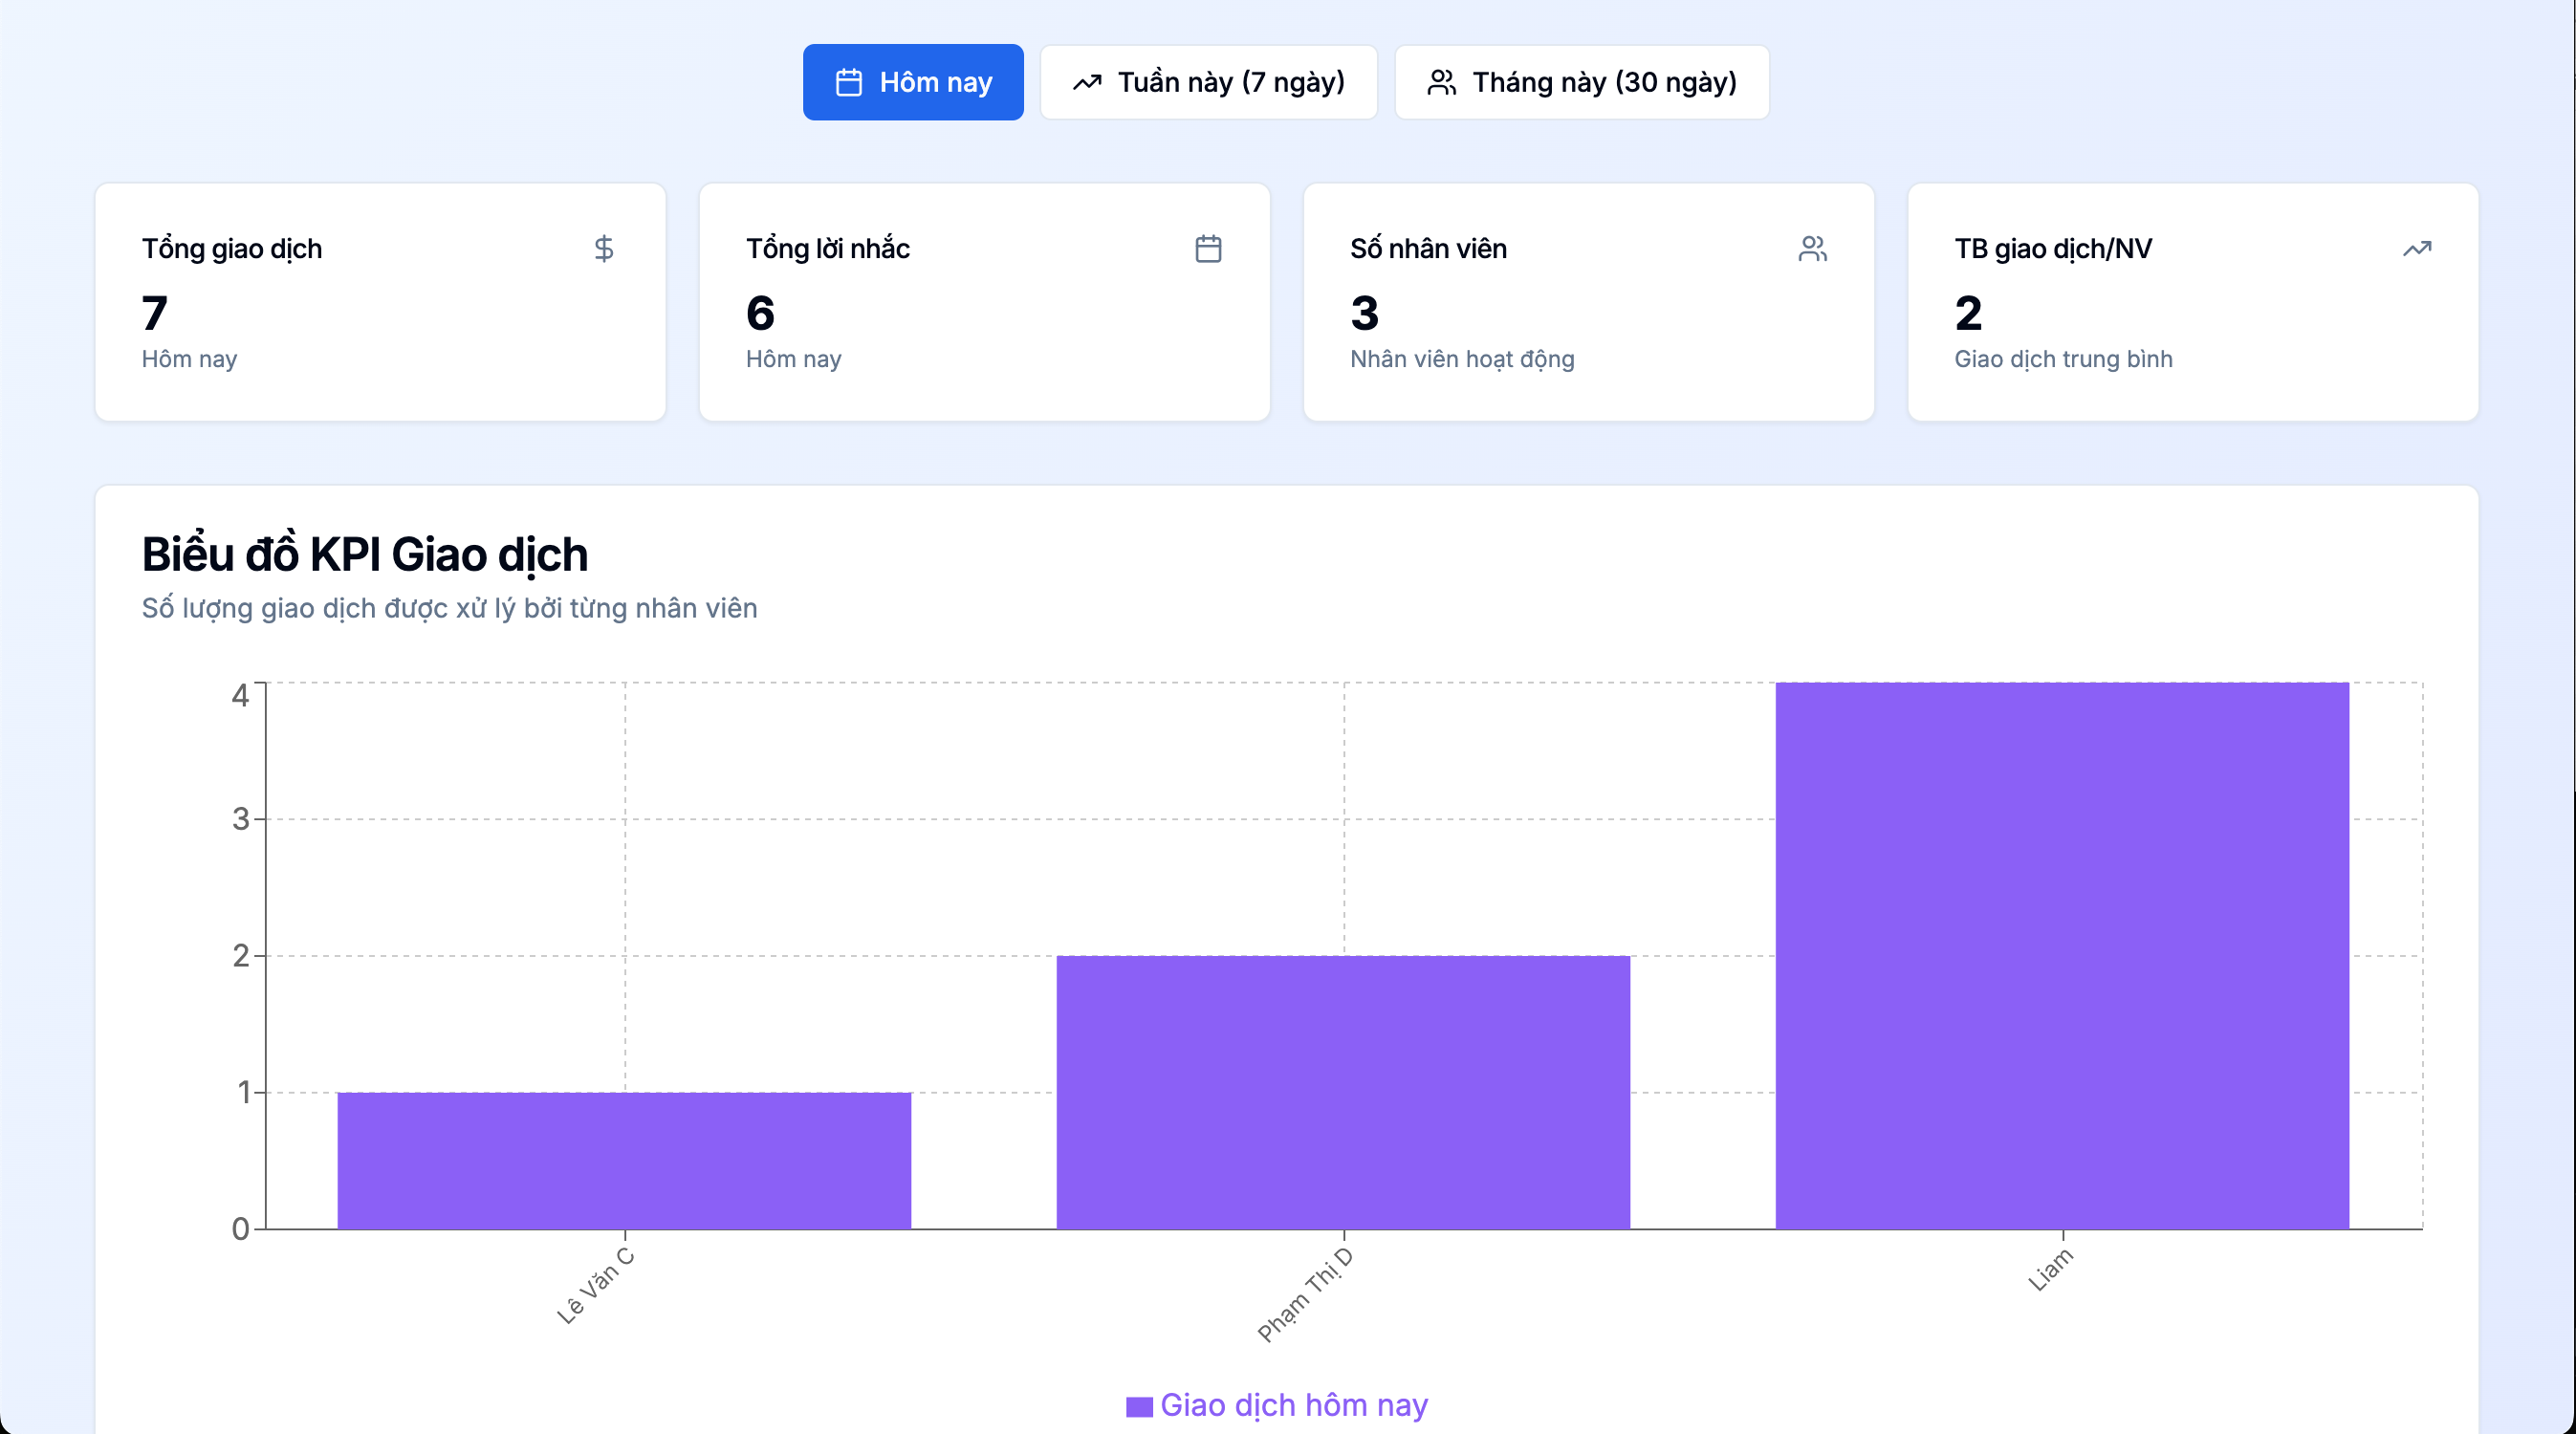 Hôm nay
Tuần này (7 ngày)
Tháng này (30 ngày)
Tổng giao dịch
7
Hôm nay
Tổng lời nhắc
6
Hôm nay
Số nhân viên
3
Nhân viên hoạt động
TB giao dịch/NV
2
Giao dịch trung bình
Biểu đồ KPI Giao dịch
Số lượng giao dịch được xử lý bởi từng nhân viên
4
3
2
1
0
Lê Văn C
Phạm Thị D
Liam
Giao dịch hôm nay